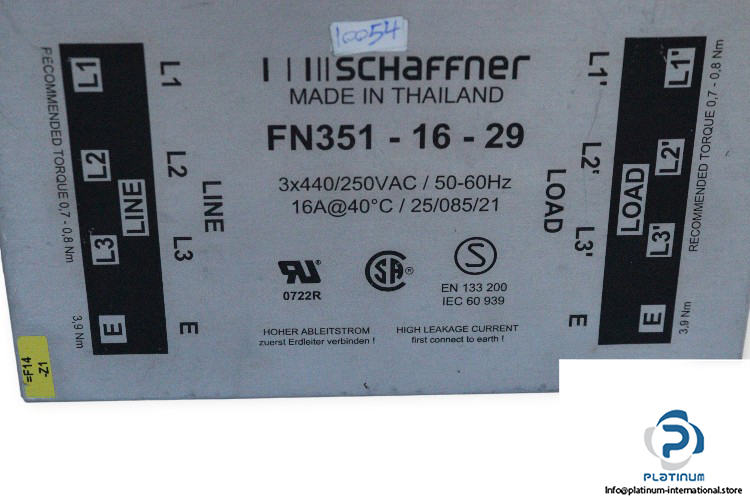 10054
SCHAFFNER
MADE IN THAILAND
FN351 - 16 - 29
3x440/250VAC / 50-60Hz
16A@40°C / 25/085/21
0722R
SA
S
EN 133 200
IEC 60 939
HOHER ABLEITSTROM
zuerst Erdleiter verbinden !
HIGH LEAKAGE CURRENT
first connect to earth !
RECOMMENDED TORQUE 0,7 - 0,8 Nm
3,9 Nm
L1
L2
L3
E
LINE
L1
L2
L3
E
LINE
L1'
L2'
L3'
E
LOAD
L1'
L2'
L3'
E
LOAD
RECOMMENDED TORQUE 0,7 - 0,8 Nm
3,9 Nm
=F14
-Z1
PLATINUM
Info@platinum-international.store